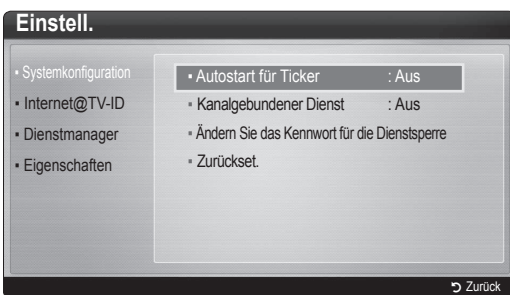 Einstell.
▪ Systemkonfiguration
▪ Internet@TV-ID
▪ Dienstmanager
▪ Eigenschaften
▪ Autostart für Ticker : Aus
▪ Kanalgebundener Dienst : Aus
▪ Ändern Sie das Kennwort für die Dienstsperre
▪ Zurückset.
Zurück